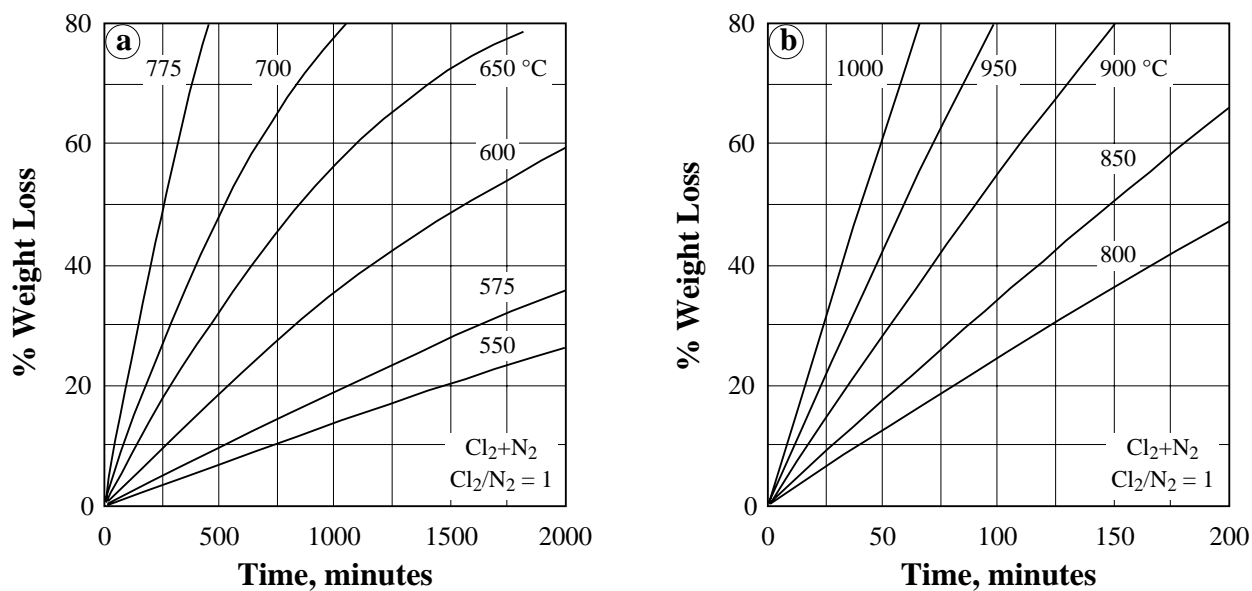 a
% Weight Loss
80
60
40
20
0
775
700
650 °C
600
575
550
Cl2+N2
Cl2/N2 = 1
0 500 1000 1500 2000
Time, minutes
b
% Weight Loss
80
60
40
20
0
1000
950
900 °C
850
800
Cl2+N2
Cl2/N2 = 1
0 50 100 150 200
Time, minutes